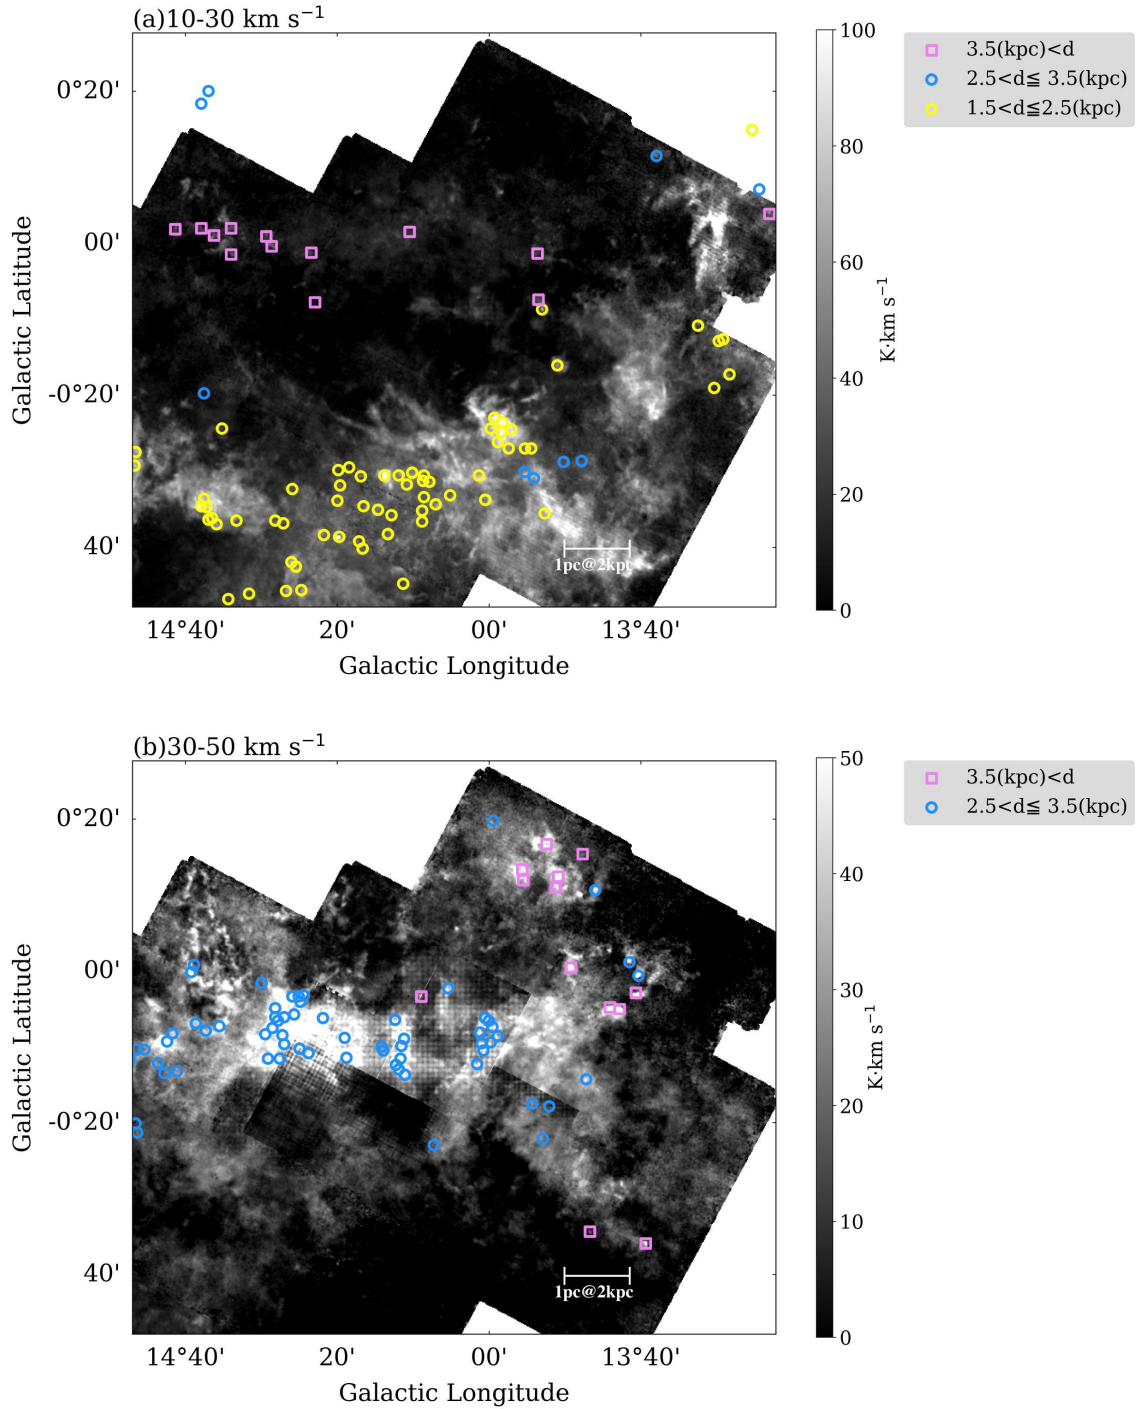 (a)10-30 km s⁻¹
3.5(kpc)<d
2.5<d≦ 3.5(kpc)
1.5<d≦2.5(kpc)
100
80
60
40
20
0
K·km s⁻¹
0°20'
00'
-0°20'
40'
Galactic Latitude
1pc@2kpc
14°40'
20'
00'
13°40'
Galactic Longitude
(b)30-50 km s⁻¹
3.5(kpc)<d
2.5<d≦ 3.5(kpc)
50
40
30
20
10
0
K·km s⁻¹
0°20'
00'
-0°20'
40'
Galactic Latitude
1pc@2kpc
14°40'
20'
00'
13°40'
Galactic Longitude